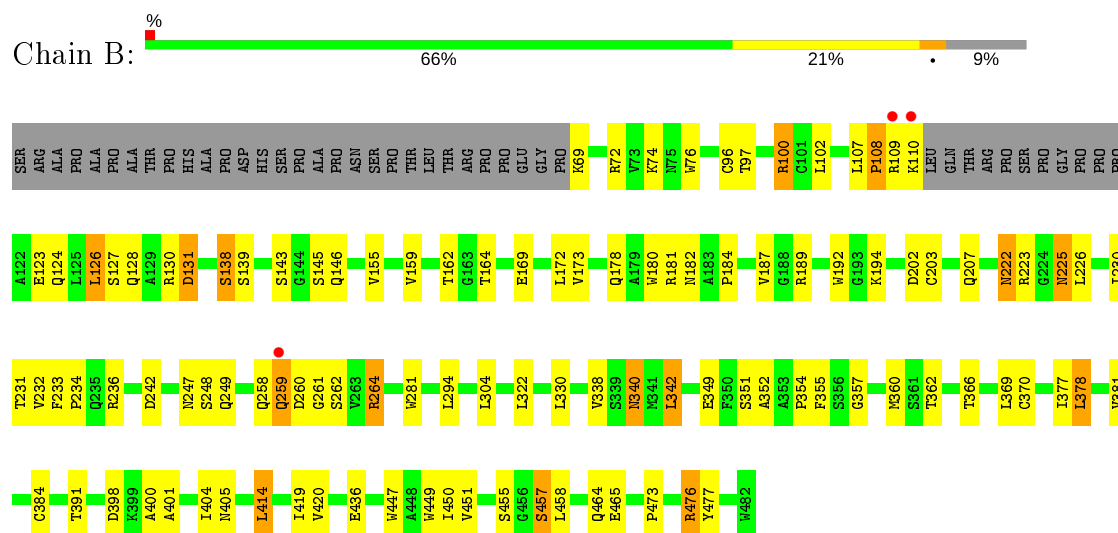 %
Chain B:
66% 21% • 9%
SER ARG ALA PRO ALA PRO ALA THR PRO HIS ALA PRO ASP HIS SER PRO ALA PRO ASN SER PRO THR LEU THR ARG PRO PRO GLU GLY PRO K69 R72 V73 K74 N75 W76 C96 T97 R100 C101 L102 L107 P108 R109 K110 LEU GLN THR ARG PRO SER PRO GLY PRO PRO PRO
A122 E123 Q124 L125 L126 S127 Q128 A129 R130 D131 S138 S139 S143 G144 S145 Q146 V155 V159 T162 G163 T164 E169 L172 V173 Q178 A179 W180 R181 N182 A183 P184 V187 G188 R189 W192 G193 K194 D202 C203 Q207 N222 R223 G224 N225 L226
T231 V232 F233 P234 Q235 R236 D242 N247 S248 Q249 Q258 Q259 D260 G261 S262 V263 R264 W281 L294 L304 L322 L330 V338 S339 N340 M341 L342 E349 F350 S351 A352 A353 P354 F355 S356 G357 M360 S361 T362 T366 L369 C370 I377 L378
C384 T391 D398 K399 A400 A401 I404 N405 L414 I419 V420 E436 W447 A448 W449 I450 V451 S455 G456 S457 L458 Q464 E465 P473 R476 Y477 W482